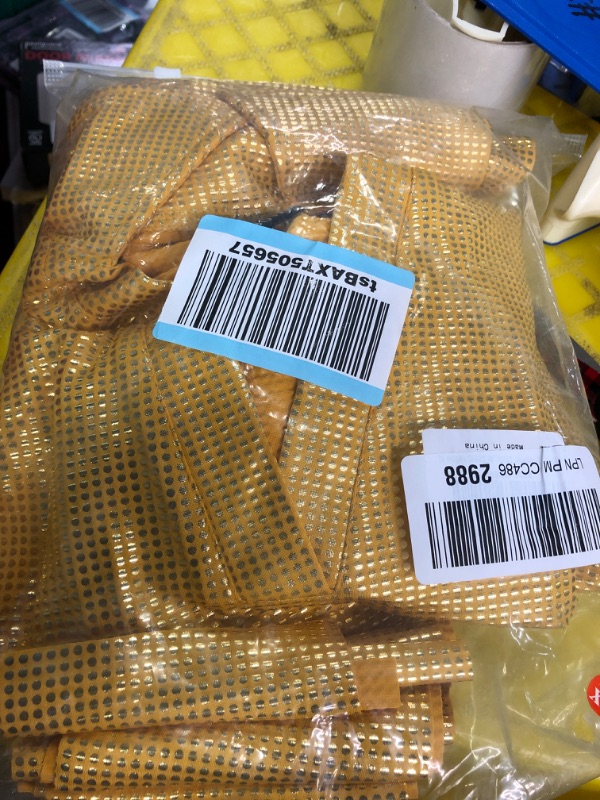 tsBAXT505657
Made in China
LPN PM CC486 2988